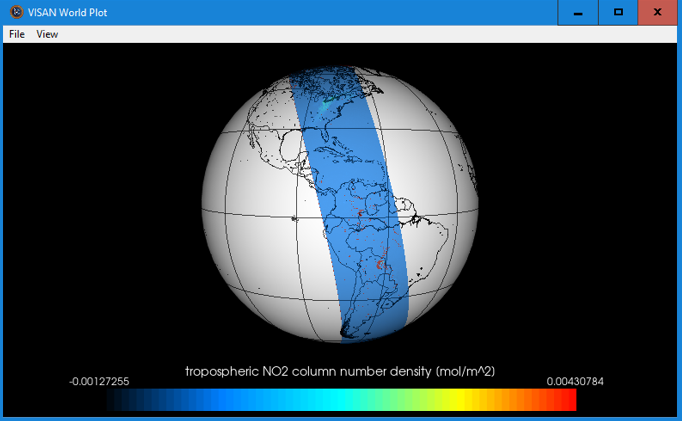 VISAN World Plot
File View
tropospheric NO2 column number density [mol/m^2]
-0.00127255 0.00430784